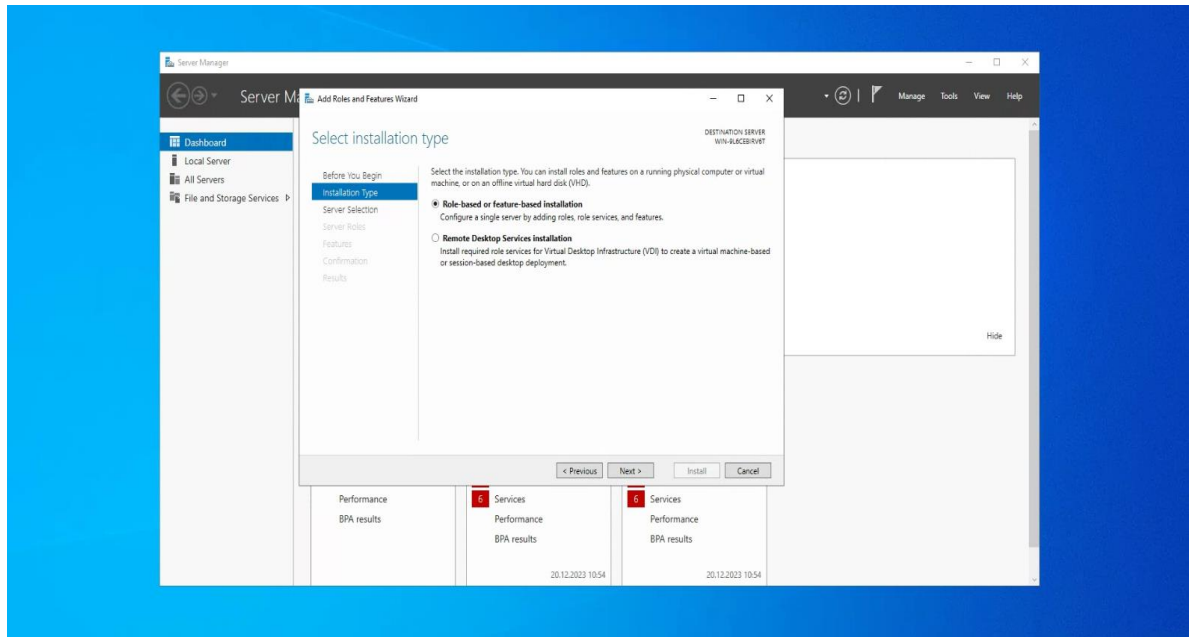 Server Manager
Server Ma
Manage Tools View Help
Dashboard
Local Server
All Servers
File and Storage Services
Add Roles and Features Wizard
Select installation type
DESTINATION SERVER
WIN-9L6CEBIRV6T
Before You Begin
Installation Type
Server Selection
Server Roles
Features
Confirmation
Results
Select the installation type. You can install roles and features on a running physical computer or virtual
machine, or on an offline virtual hard disk (VHD).
Role-based or feature-based installation
Configure a single server by adding roles, role services, and features.
Remote Desktop Services installation
Install required role services for Virtual Desktop Infrastructure (VDI) to create a virtual machine-based
or session-based desktop deployment.
< Previous Next > Install Cancel
Hide
Performance
BPA results
6 Services
Performance
BPA results
20.12.2023 10:54
6 Services
Performance
BPA results
20.12.2023 10:54